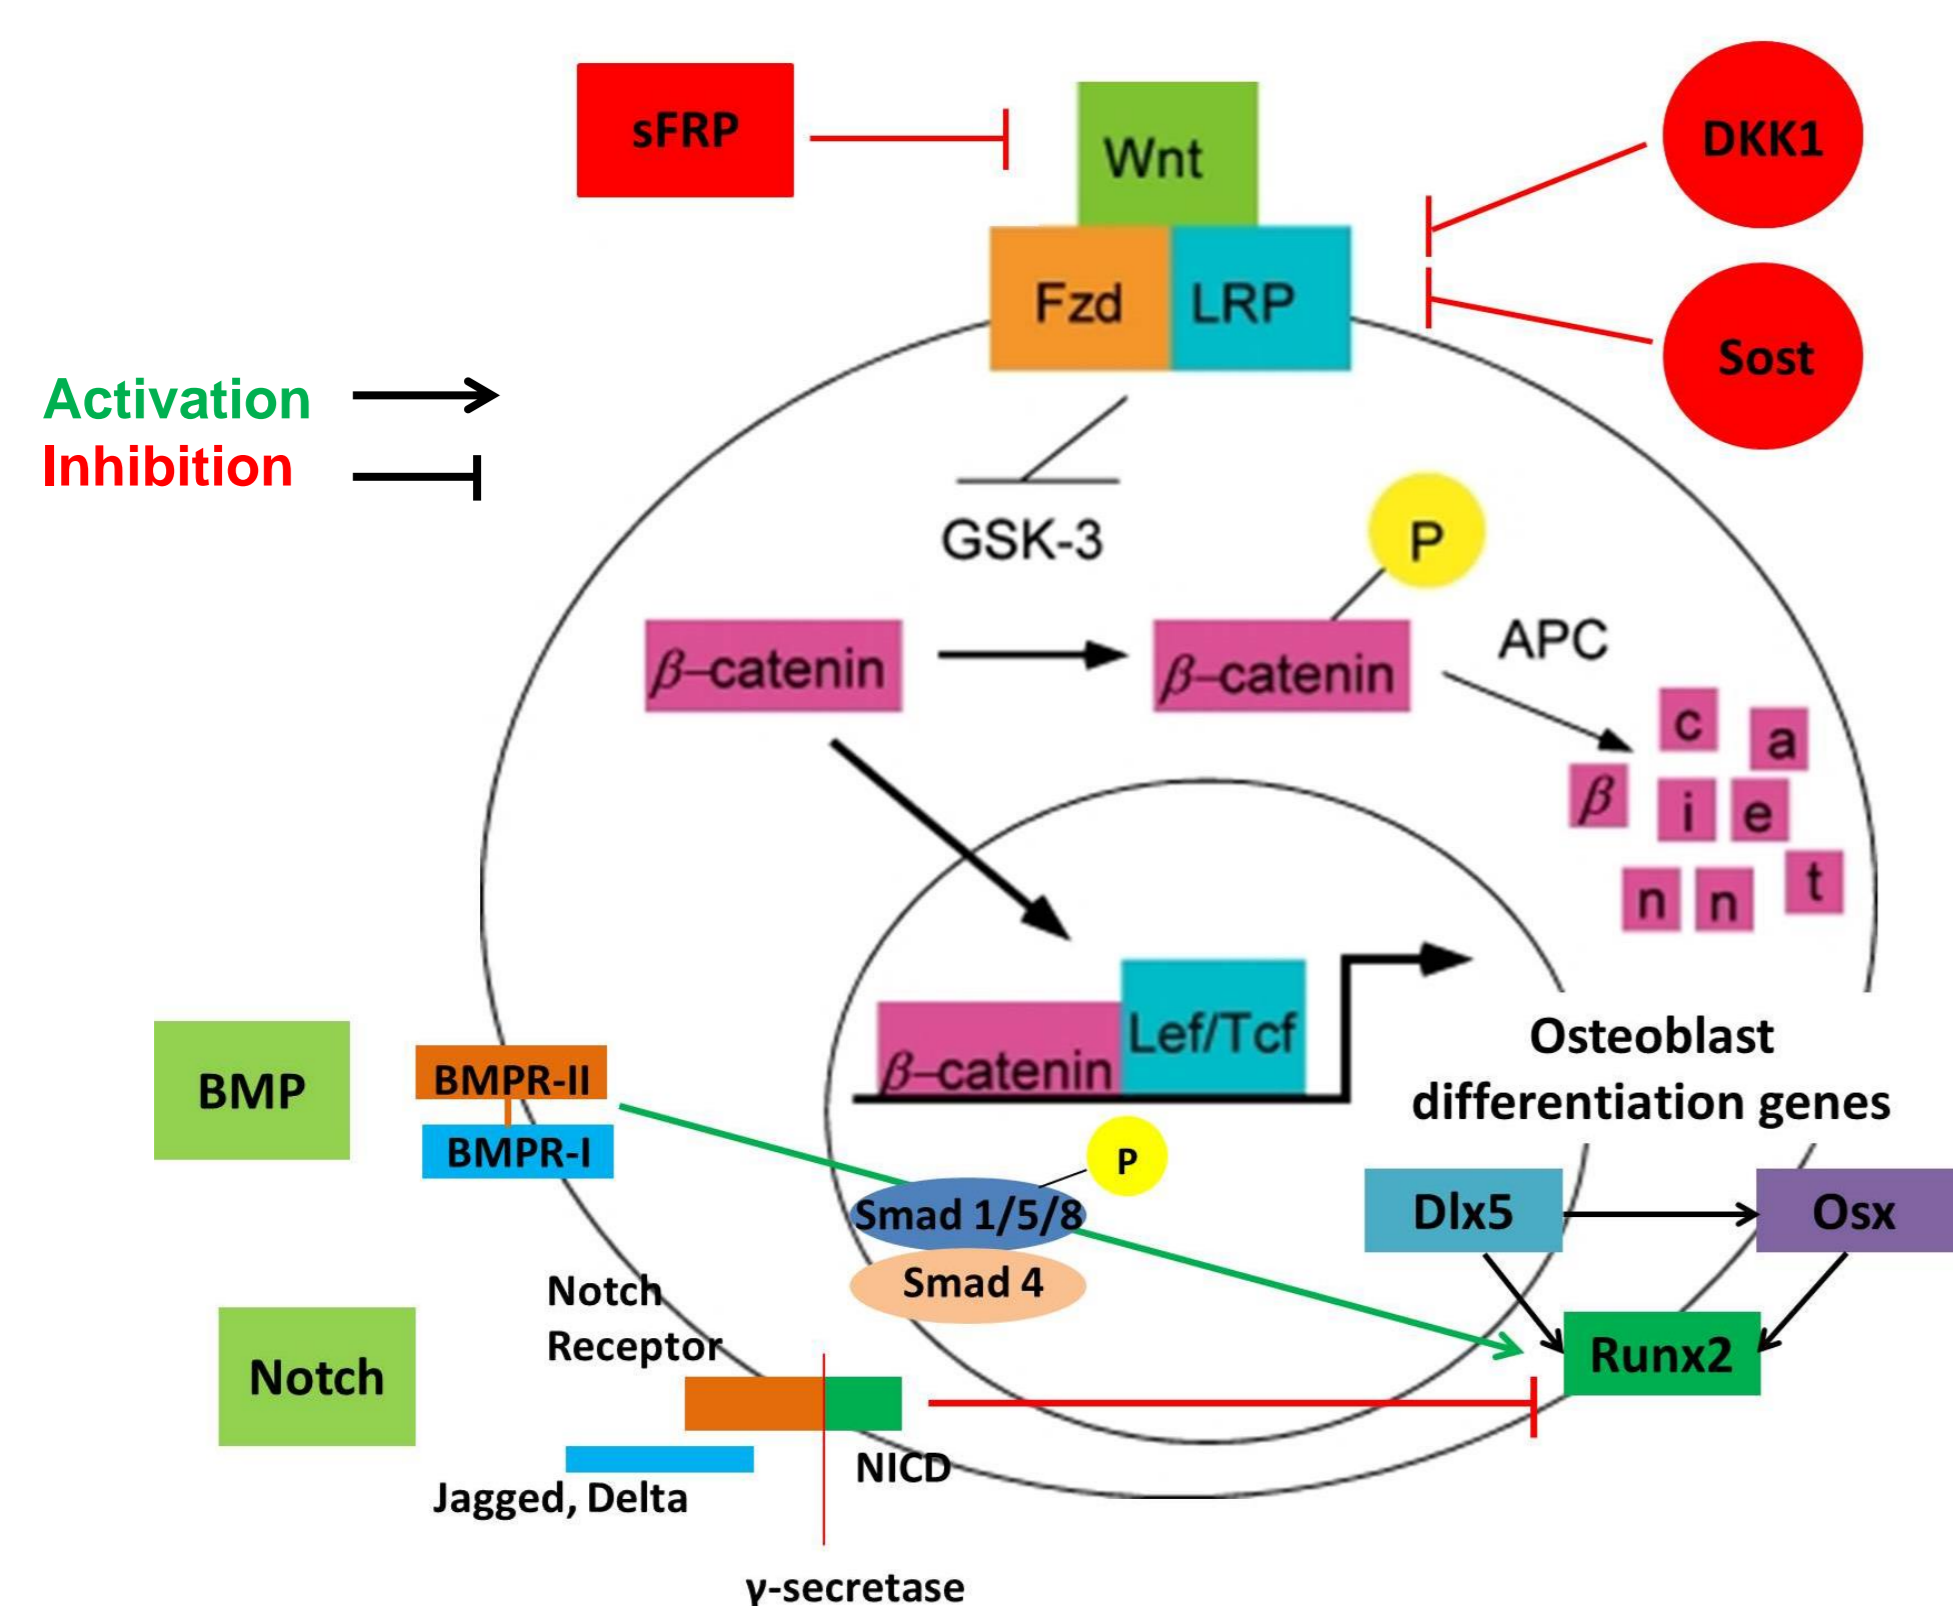 sFRP
Wnt
DKK1
Fzd
LRP
Sost
Activation
Inhibition
GSK-3
P
β–catenin
β–catenin
APC
c
a
β
i
e
n
n
t
β–catenin
Lef/Tcf
Osteoblast
differentiation genes
BMP
BMPR-II
BMPR-I
P
Smad 1/5/8
Smad 4
Dlx5
Osx
Runx2
Notch
Notch
Receptor
NICD
Jagged, Delta
γ-secretase